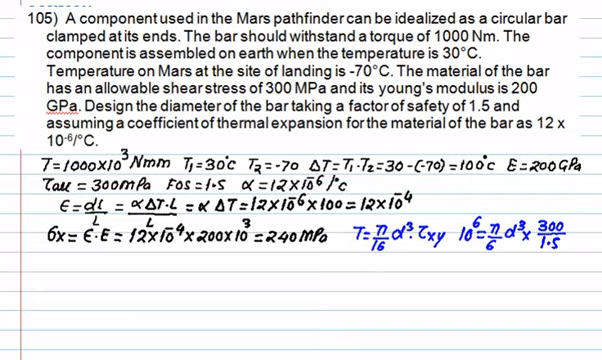 105) A component used in the Mars pathfinder can be idealized as a circular bar
clamped at its ends. The bar should withstand a torque of 1000 Nm. The
component is assembled on earth when the temperature is 30°C.
Temperature on Mars at the site of landing is -70°C. The material of the bar
has an allowable shear stress of 300 MPa and its young's modulus is 200
GPa. Design the diameter of the bar taking a factor of safety of 1.5 and
assuming a coefficient of thermal expansion for the material of the bar as 12 x
10⁻⁶/°C.
T=1000×10³Nmm T₁=30°c T₂=-70 ΔT=T₁-T₂=30-(-70)=100°c E=200GPa
τall=300mPa FOS=1.5 α=12×10⁻⁶/°c
ε=dL/L=αΔT·L/L=αΔT=12×10⁻⁶×100=12×10⁻⁴
σx=ε·E=12×10⁻⁴×200×10³=240MPa T=π/16 d³·τxy 10⁶=π/6 d³×300/1.5